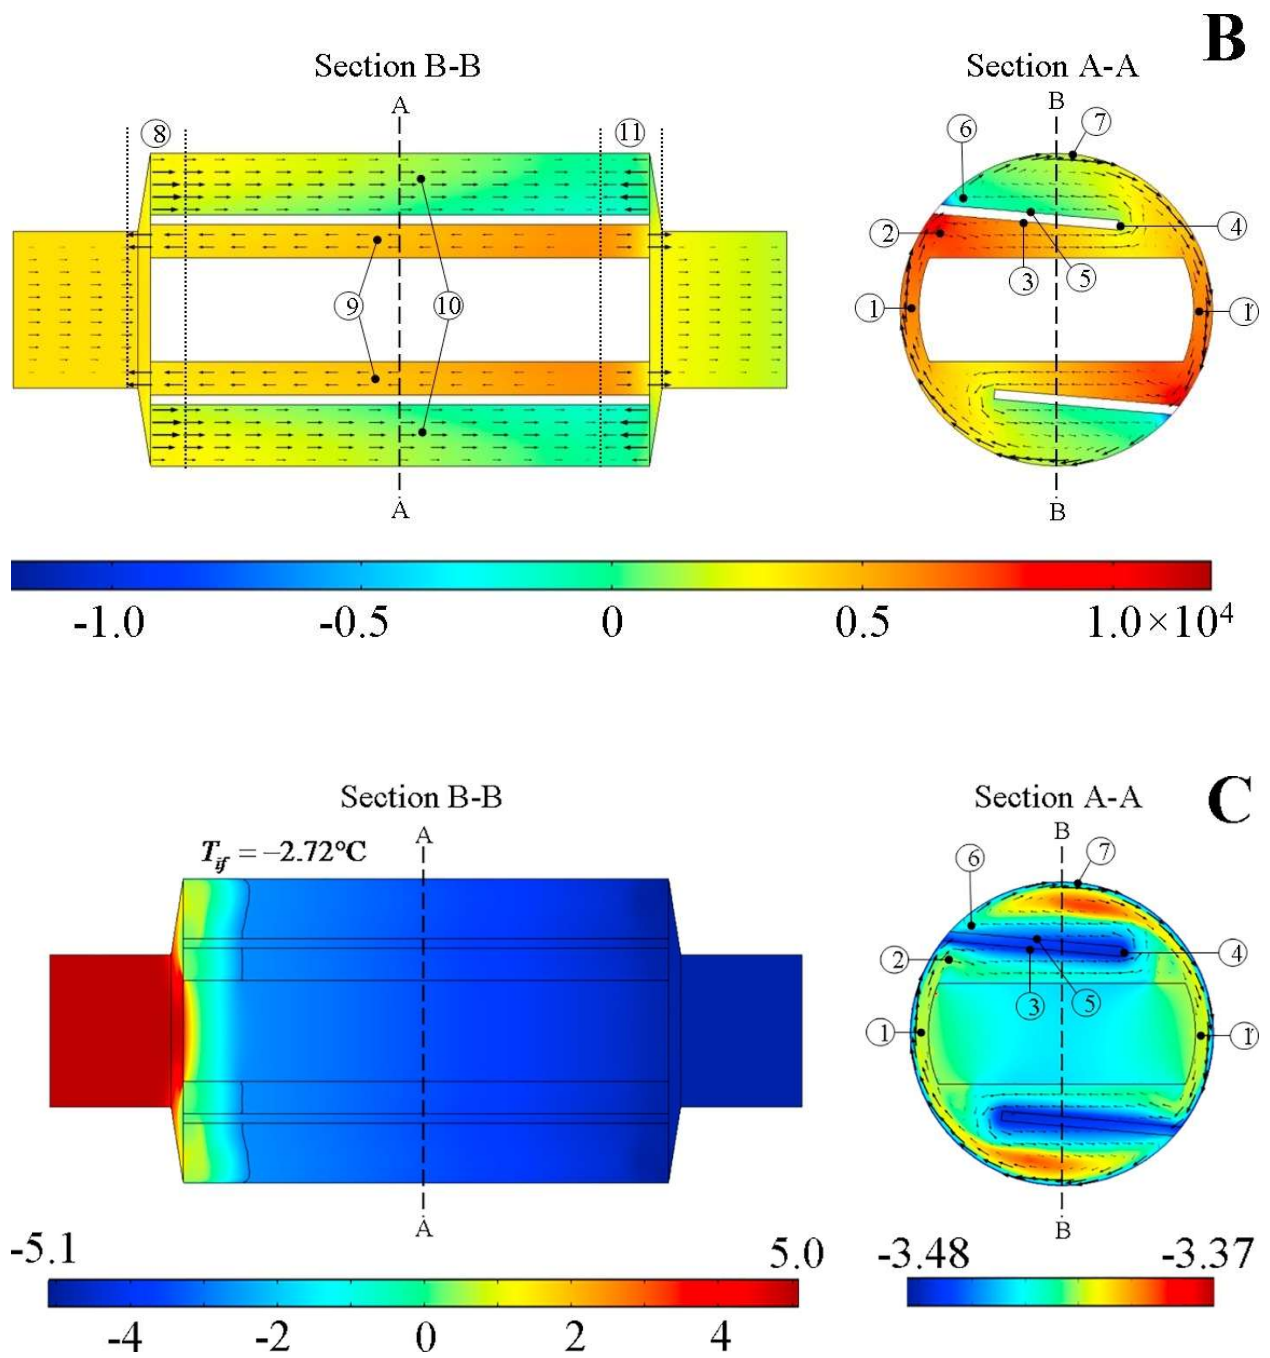 B
Section B-B
Section A-A
A
B
8
11
6
7
2
4
3
5
9
10
1
1'
A
B
-1.0 -0.5 0 0.5 1.0×10⁴
C
Section B-B
Section A-A
A
B
T_if = –2.72°C
6
7
2
4
3
5
1
1'
A
B
-5.1 5.0
-3.48 -3.37
-4 -2 0 2 4